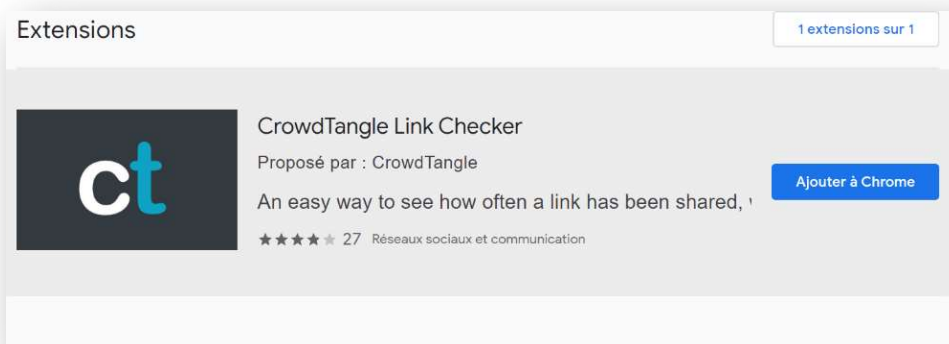 Extensions
1 extensions sur 1
ct
CrowdTangle Link Checker
Proposé par : CrowdTangle
Ajouter à Chrome
An easy way to see how often a link has been shared,
27 Réseaux sociaux et communication